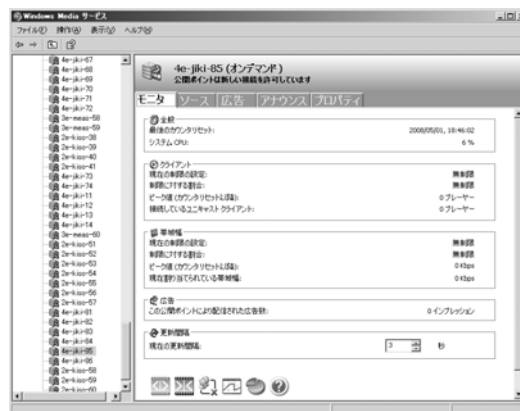 Windows Media サービス
ファイル(F) 操作(A) 表示(V) ヘルプ(H)
4e-jiki-67
4e-jiki-68
4e-jiki-69
4e-jiki-70
4e-jiki-71
4e-jiki-72
3e-meas-58
3e-meas-59
2e-kiso-38
2e-kiso-39
2e-kiso-40
2e-kiso-41
4e-jiki-73
4e-jiki-74
4e-jiki-11
4e-jiki-12
4e-jiki-13
4e-jiki-14
3e-meas-60
2e-kiso-51
2e-kiso-52
2e-kiso-53
2e-kiso-54
2e-kiso-55
2e-kiso-56
2e-kiso-57
4e-jiki-81
4e-jiki-82
4e-jiki-83
4e-jiki-84
4e-jiki-85
4e-jiki-86
2e-kiso-58
2e-kiso-59
2e-kiso-60
4e-jiki-85 (オンデマンド)
公開ポイントは新しい接続を許可しています
モニタ ソース 広告 アナウンス プロパティ
全般
最後のカウンタリセット: 2008/05/01, 18:46:02
システム CPU: 6 %
クライアント
現在の制限の設定: 無制限
制限に対する割合: 無制限
ピーク値 (カウンタリセット以降): 0 プレーヤー
接続しているユニキャスト クライアント: 0 プレーヤー
帯域幅
現在の制限の設定: 無制限
制限に対する割合: 無制限
ピーク値 (カウンタリセット以降): 0 Kbps
現在割り当てられている帯域幅: 0 Kbps
広告
この公開ポイントにより配信された広告数: 0 インプレッション
更新間隔
現在の更新間隔: 3 秒